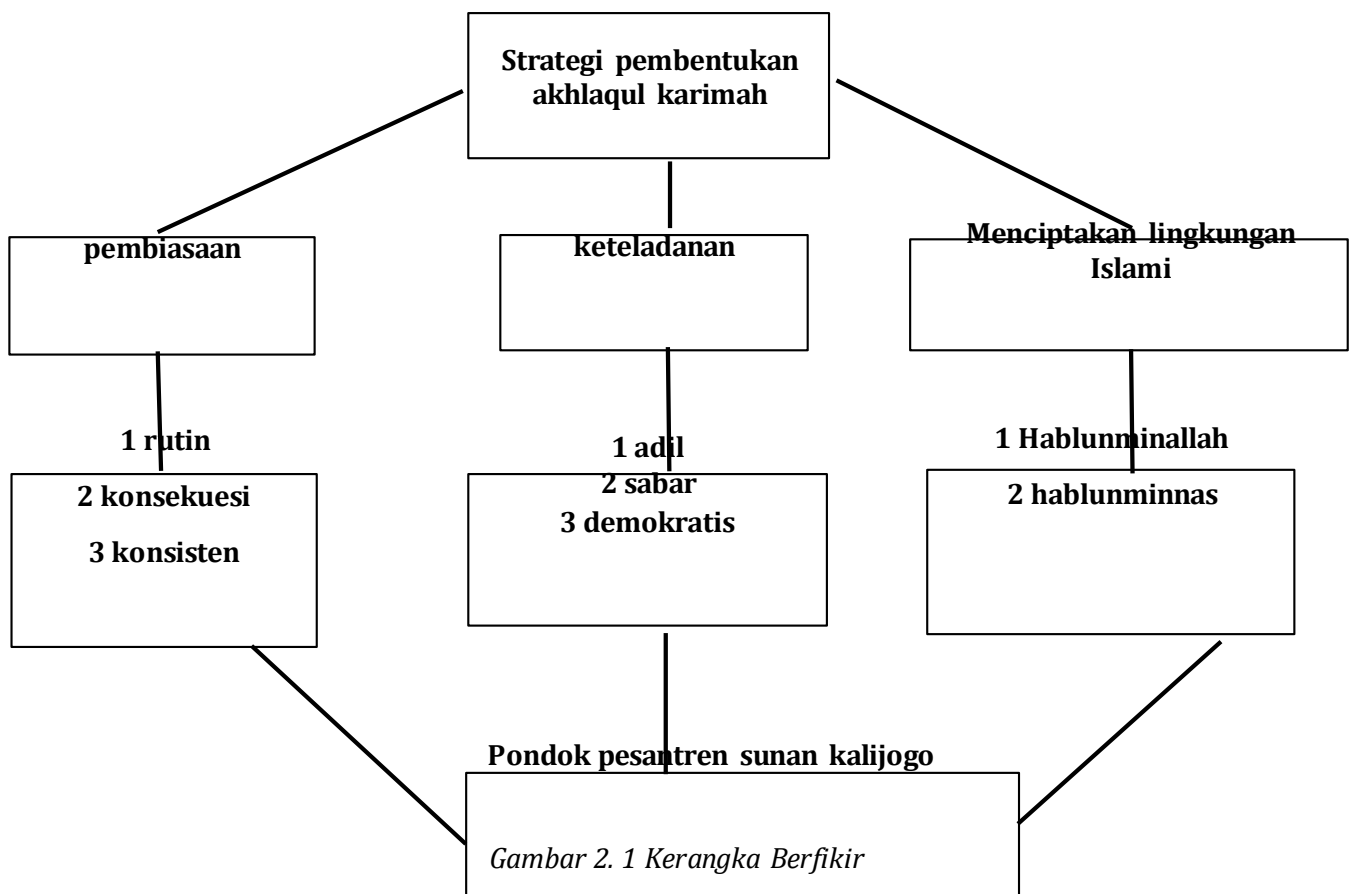 Strategi pembentukan
akhlaqul karimah
pembiasaan
keteladanan
Menciptakan lingkungan
Islami
1 rutin
2 konsekuesi
3 konsisten
1 adil
2 sabar
3 demokratis
1 Hablunminallah
2 hablunminnas
Pondok pesantren sunan kalijogo
Gambar 2. 1 Kerangka Berfikir